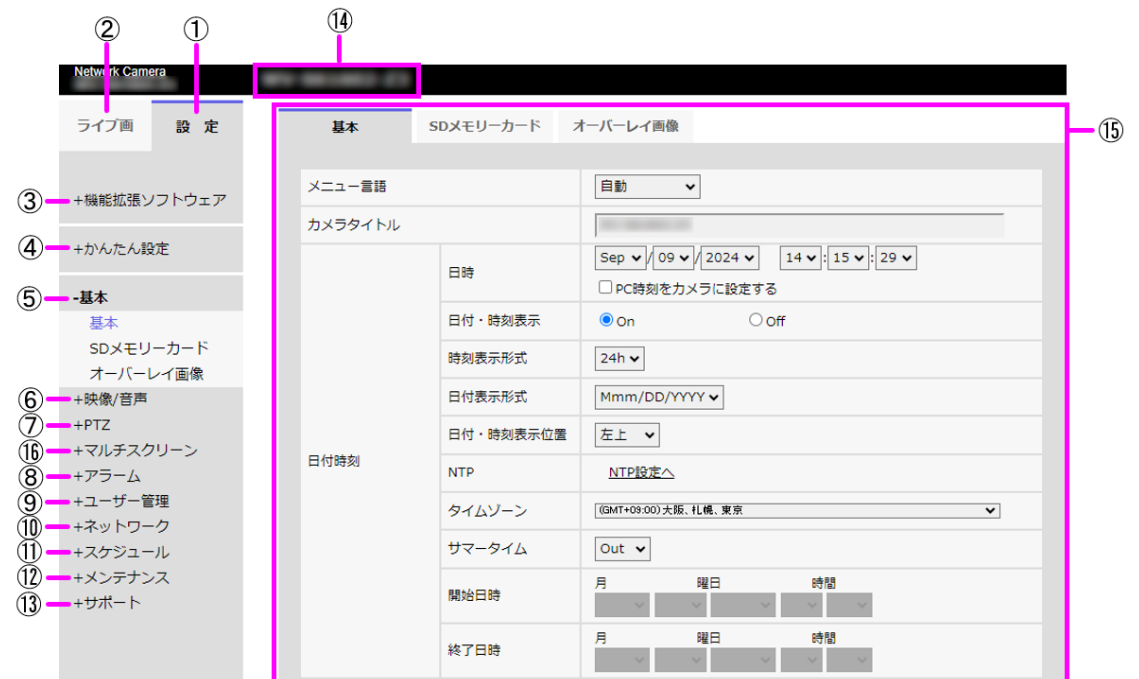 ② ① ⑭
Network Camera
ライブ画 設 定
基本 SDメモリーカード オーバーレイ画像
⑮
③ +機能拡張ソフトウェア
④ +かんたん設定
⑤ -基本
基本
SDメモリーカード
オーバーレイ画像
⑥ +映像/音声
⑦ +PTZ
⑯ +マルチスクリーン
⑧ +アラーム
⑨ +ユーザー管理
⑩ +ネットワーク
⑪ +スケジュール
⑫ +メンテナンス
⑬ +サポート
メニュー言語 自動
カメラタイトル
日付時刻
日時 Sep / 09 / 2024 14 : 15 : 29
PC時刻をカメラに設定する
日付・時刻表示 On Off
時刻表示形式 24h
日付表示形式 Mmm/DD/YYYY
日付・時刻表示位置 左上
NTP NTP設定へ
タイムゾーン (GMT+09:00) 大阪、札幌、東京
サマータイム Out
開始日時 月 曜日 時間
終了日時 月 曜日 時間